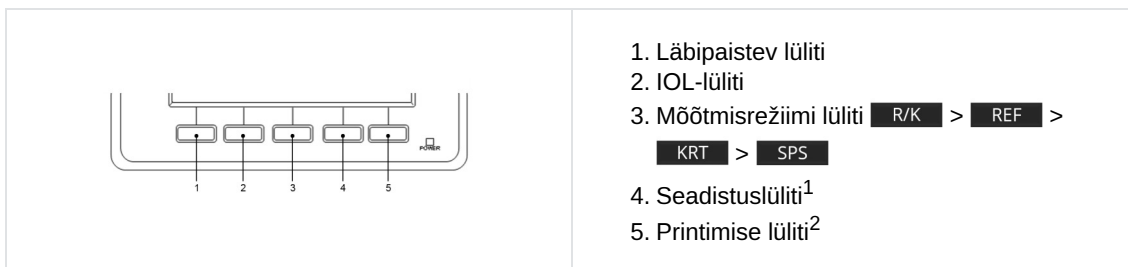 POWER
1 2 3 4 5
1. Läbipaistev lüliti
2. IOL-lüliti
3. Mõõtmisrežiimi lüliti R/K > REF >
KRT > SPS
4. Seadistuslüliti1
5. Printimise lüliti2